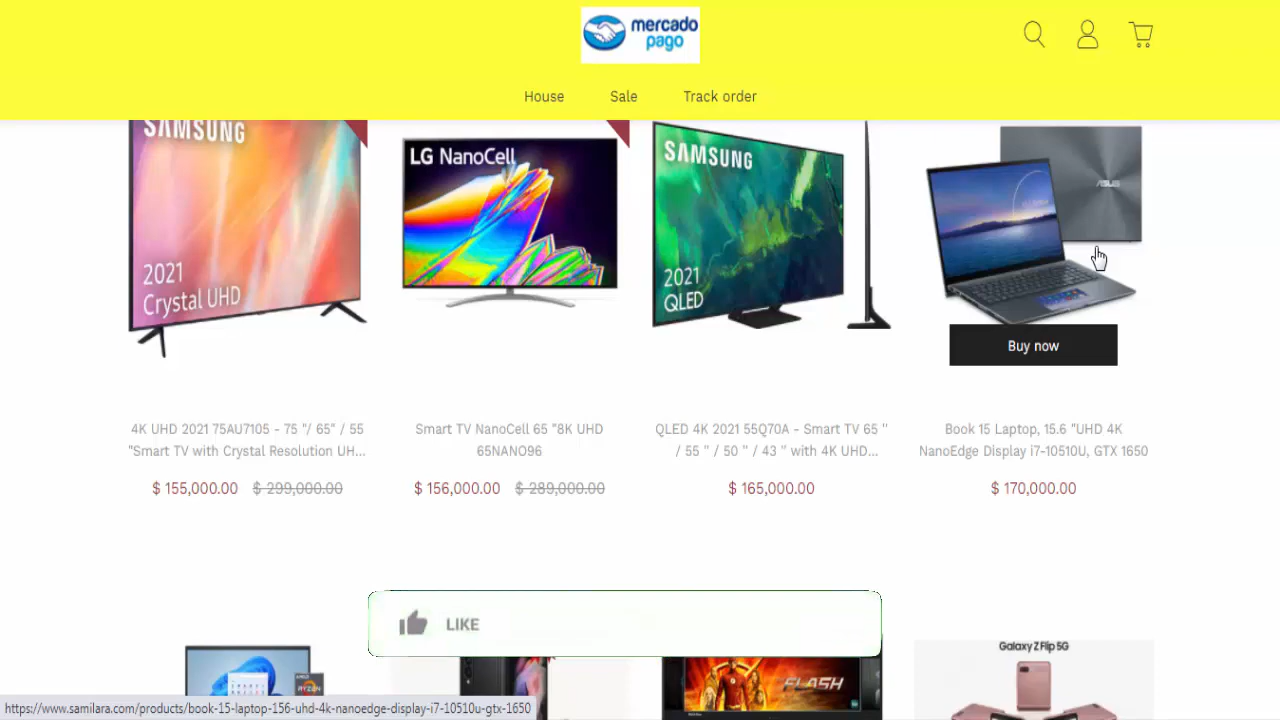 mercado
pago
House Sale Track order
SAMSUNG
2021
Crystal UHD
LG NanoCell
SAMSUNG
2021
QLED
ASUS
Buy now
4K UHD 2021 75AU7105 - 75 "/ 65" / 55
"Smart TV with Crystal Resolution UH...
$ 155,000.00 $ 299,000.00
Smart TV NanoCell 65 "8K UHD
65NANO96
$ 156,000.00 $ 289,000.00
QLED 4K 2021 55Q70A - Smart TV 65 "
/ 55 " / 50 " / 43 " with 4K UHD...
$ 165,000.00
Book 15 Laptop, 15.6 "UHD 4K
NanoEdge Display i7-10510U, GTX 1650
$ 170,000.00
LIKE
RYZEN
FLASH
Galaxy Z Flip 5G
https://www.samilara.com/products/book-15-laptop-156-uhd-4k-nanoedge-display-i7-10510u-gtx-1650